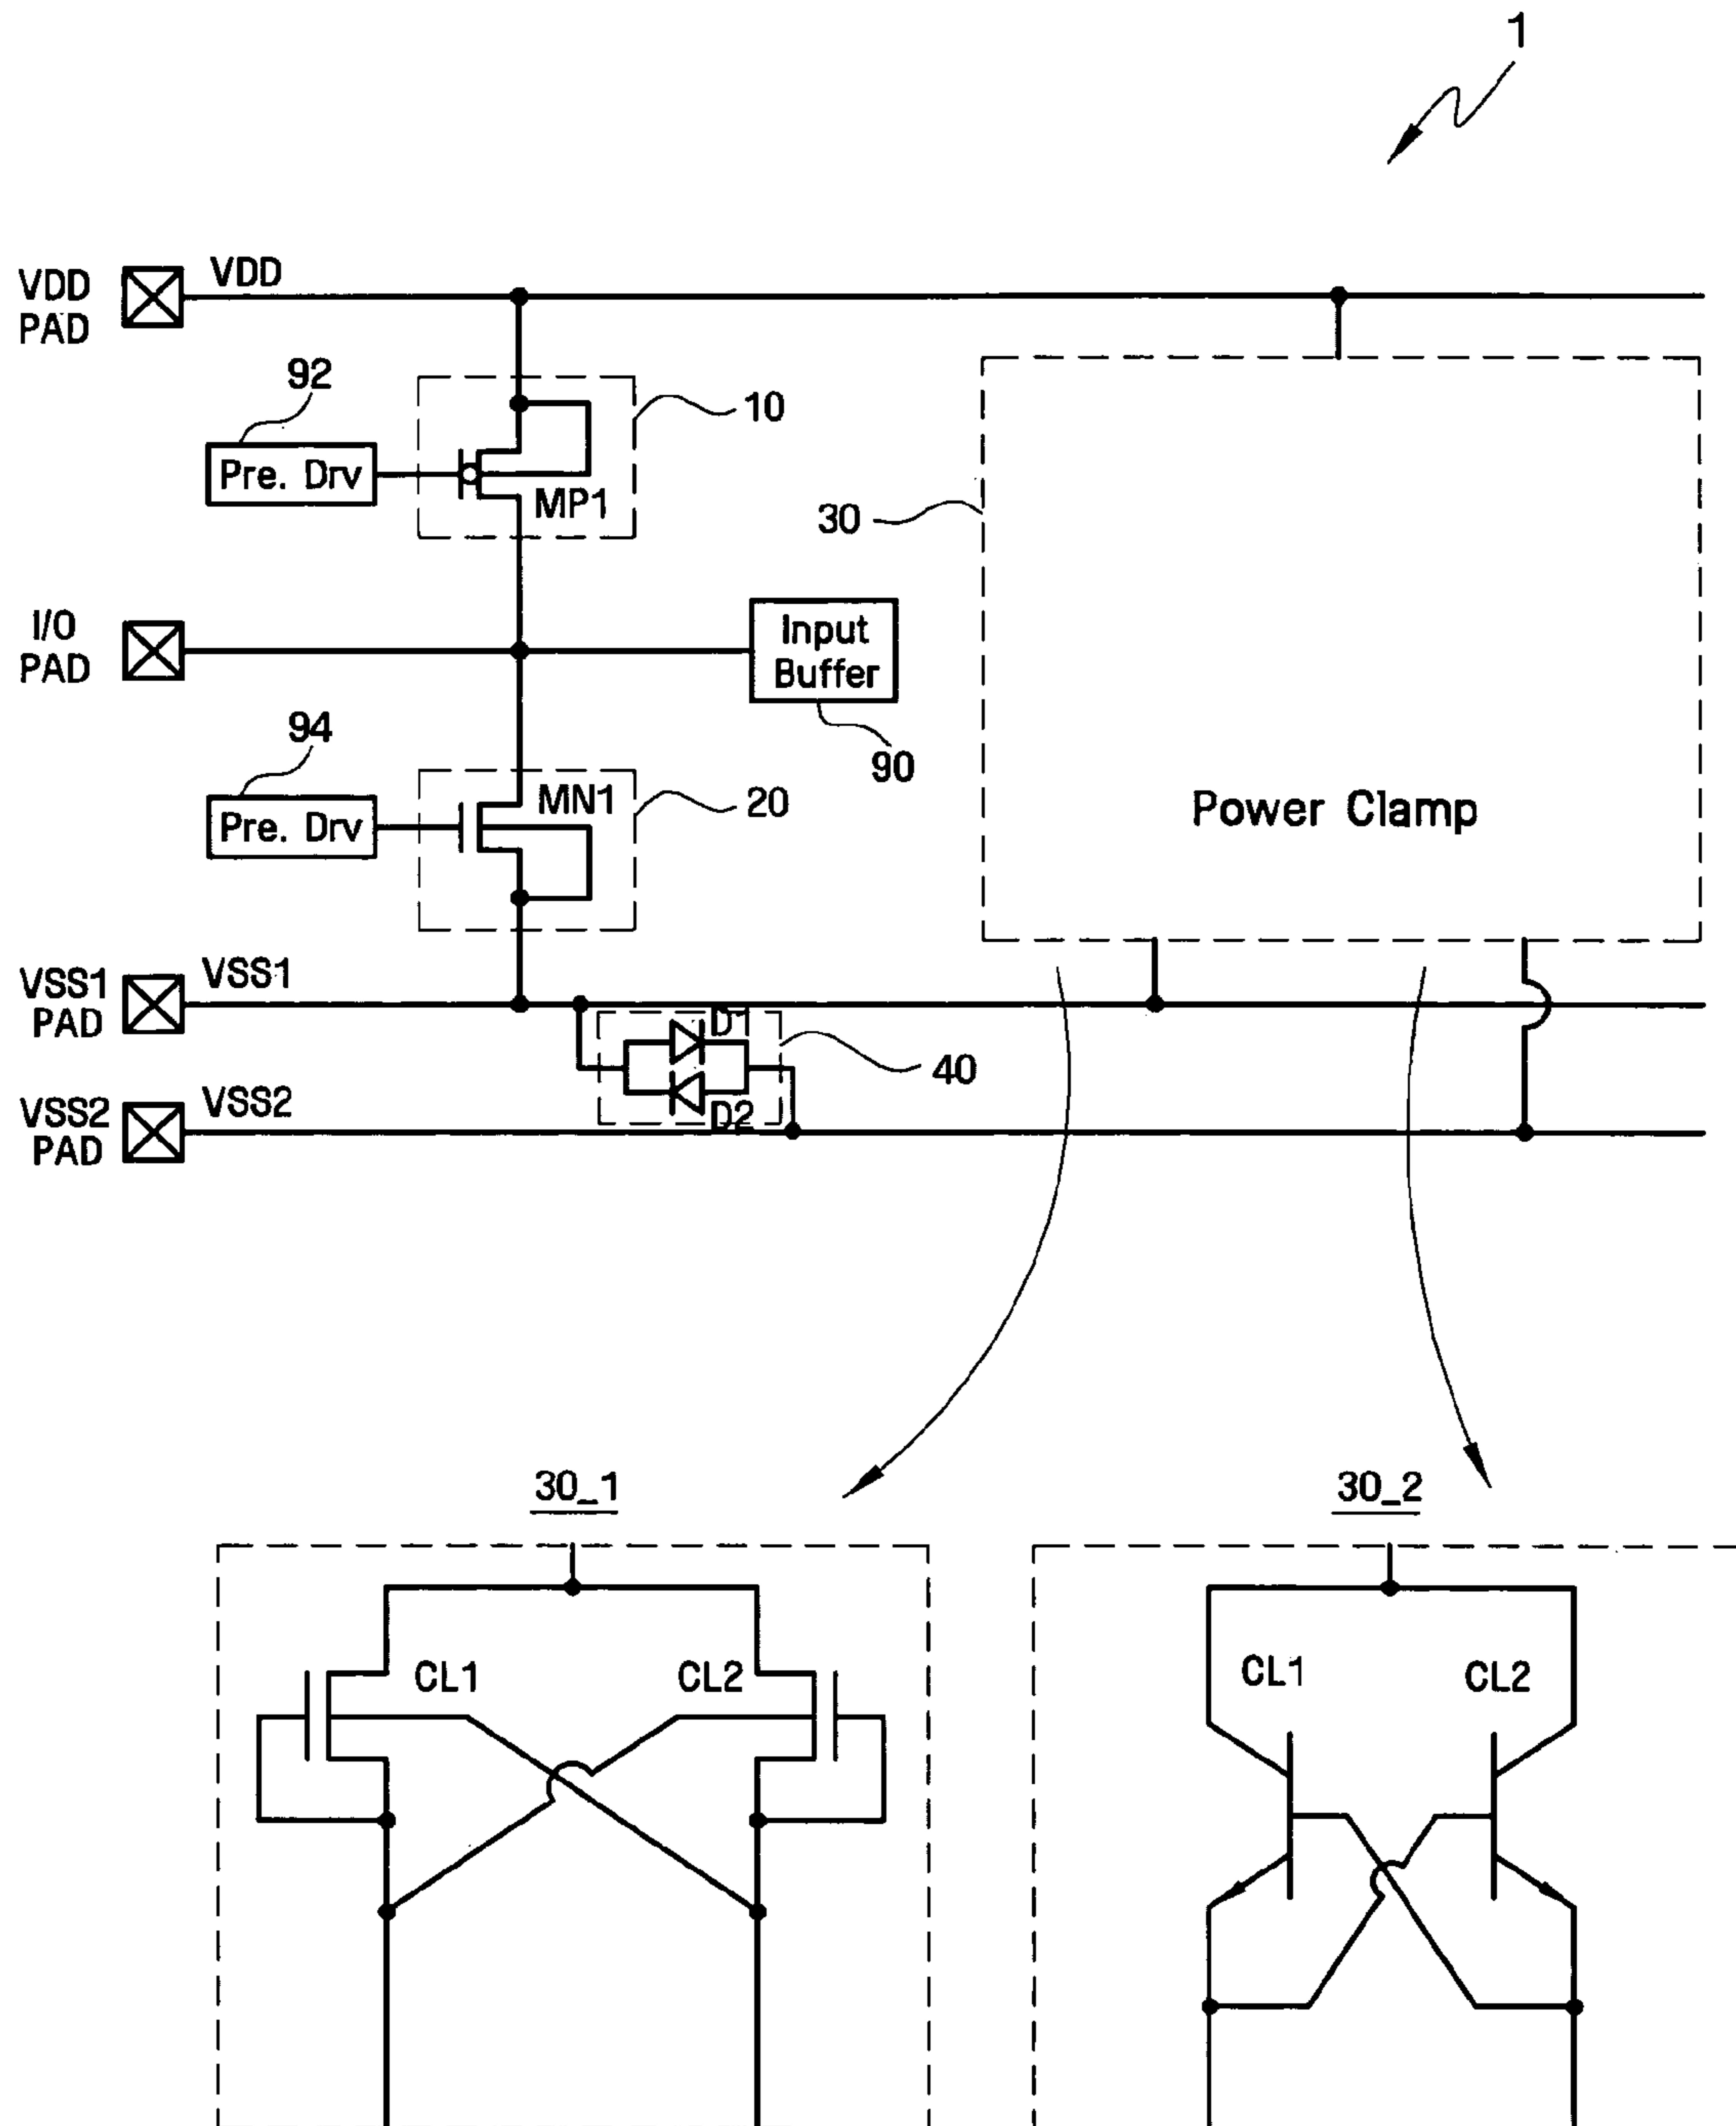 1
VDD
PAD
VDD
92
10
Pre. Drv
MP1
30
I/O
PAD
Input
Buffer
90
94
MN1
20
Pre. Drv
Power Clamp
VSS1
PAD
VSS1
D1
40
VSS2
PAD
VSS2
D2
30_1
30_2
CL1
CL2
CL1
CL2